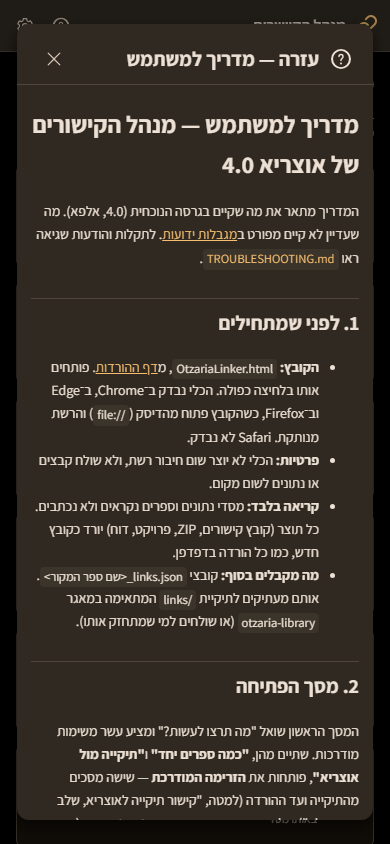 מנהל הקישורים
עזרה — מדריך למשתמש
מדריך למשתמש — מנהל הקישורים
של אוצריא 4.0
המדריך מתאר את מה שקיים בגרסה הנוכחית (4.0, אלפא). מה
שעדיין לא קיים מפורט במגבלות ידועות. לתקלות והודעות שגיאה
ראו TROUBLESHOOTING.md.
1. לפני שמתחילים
הקובץ: OtzariaLinker.html, מדף ההורדות. פותחים
אותו בלחיצה כפולה. הכלי נבדק ב־Chrome, ב־Edge
וב־Firefox, כשהקובץ פתוח מהדיסק (file://) והרשת
מנותקת. Safari לא נבדק.
פרטיות: הכלי לא יוצר שום חיבור רשת, ולא שולח קבצים
או נתונים לשום מקום.
קריאה בלבד: מסדי נתונים וספרים נקראים ולא נכתבים.
כל תוצר (קובץ קישורים, ZIP, פרויקט, דוח) יורד כקובץ
חדש, כמו כל הורדה בדפדפן.
מה מקבלים בסוף: קובצי <שם ספר המקור>_links.json.
אותם מעתיקים לתיקיית links/ המתאימה במאגר
otzaria-library (או שולחים למי שמתחזק אותו).
2. מסך הפתיחה
המסך הראשון שואל "מה תרצו לעשות?" ומציע עשר משימות
מודרכות. שתיים מהן, "כמה ספרים יחד" ו"תיקייה מול
אוצריא", פותחות את הזרימה המודרכת — שישה מסכים
מהתיקייה ועד ההורדה (למטה, "קישור תיקייה לאוצריא, שלב